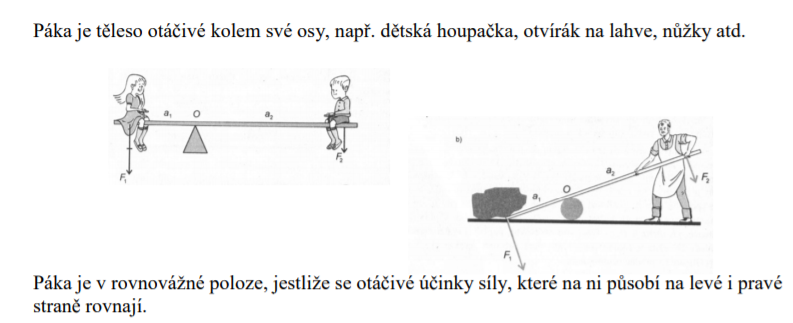 Páka je těleso otáčivé kolem své osy, např. dětská houpačka, otvírák na lahve, nůžky atd.
a₁ O a₂
F₁ F₂
b)
a₁ O a₂
F₂
F₁
Páka je v rovnovážné poloze, jestliže se otáčivé účinky síly, které na ni působí na levé i pravé
straně rovnají.